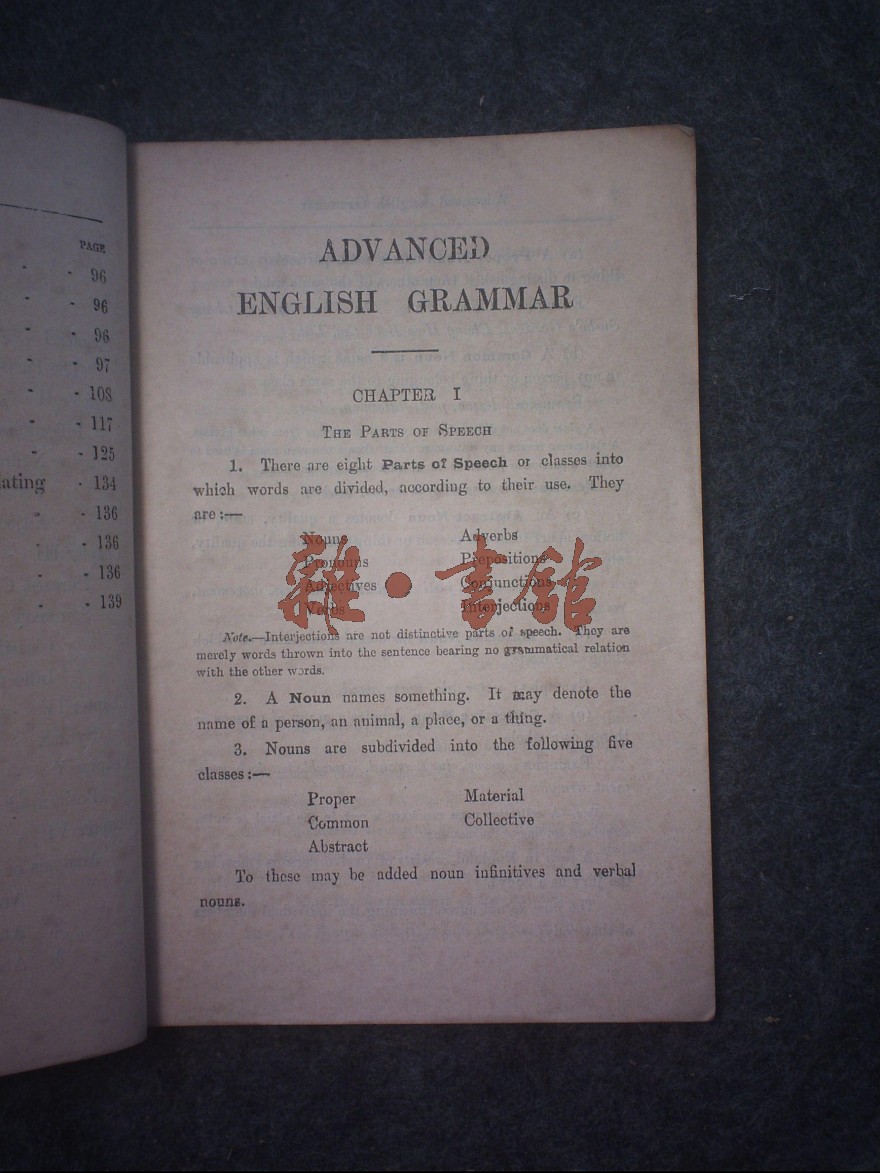 PAGE
96
96
96
97
108
117
125
ating 134
136
136
136
139
ADVANCED
ENGLISH GRAMMAR
CHAPTER I
THE PARTS OF SPEECH
1. There are eight Parts of Speech or classes into
which words are divided, according to their use. They
are :—
Nouns Adverbs
Pronouns Prepositions
Adjectives Conjunctions
Verbs Interjections
雜·書館
Note.—Interjections are not distinctive parts of speech. They are
merely words thrown into the sentence bearing no grammatical relation
with the other words.
2. A Noun names something. It may denote the
name of a person, an animal, a place, or a thing.
3. Nouns are subdivided into the following five
classes :—
Proper Material
Common Collective
Abstract
To these may be added noun infinitives and verbal
nouns.